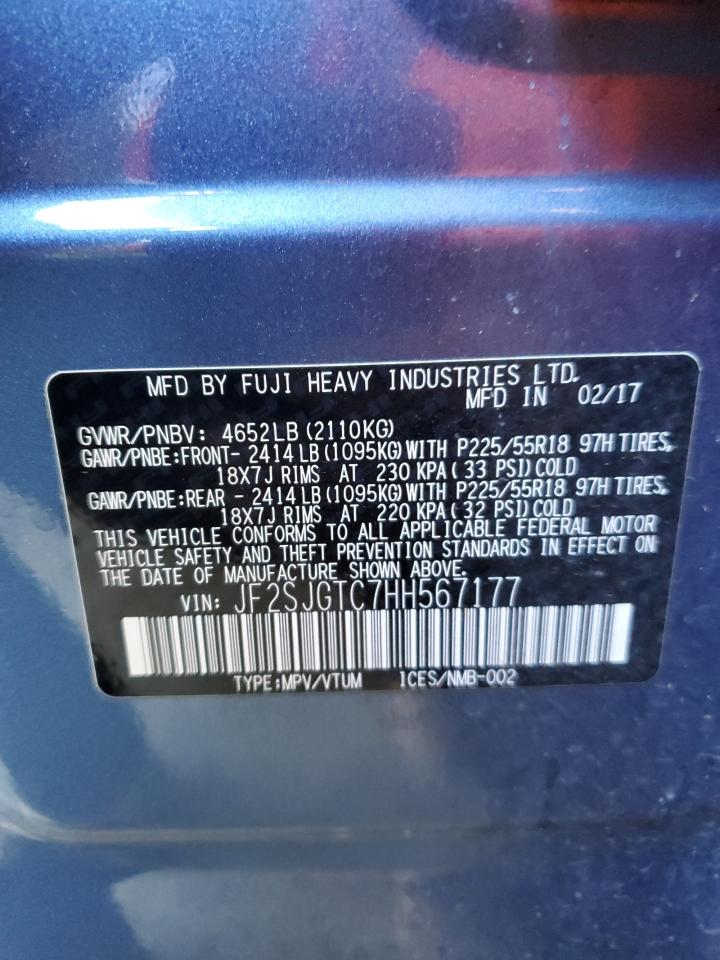 MFD BY FUJI HEAVY INDUSTRIES LTD.
MFD IN 02/17
GVWR/PNBV: 4652LB (2110KG)
GAWR/PNBE:FRONT- 2414 LB (1095KG) WITH P225/55R18 97H TIRES,
18X7J RIMS AT 230 KPA ( 33 PSI) COLD
GAWR/PNBE:REAR - 2414 LB (1095KG) WITH P225/55R18 97H TIRES,
18X7J RIMS AT 220 KPA ( 32 PSI) COLD
THIS VEHICLE CONFORMS TO ALL APPLICABLE FEDERAL MOTOR
VEHICLE SAFETY AND THEFT PREVENTION STANDARDS IN EFFECT ON
THE DATE OF MANUFACTURE SHOWN ABOVE.
VIN: JF2SJGTC7HH567177
TYPE:MPV/VTUM ICES/NMB-002